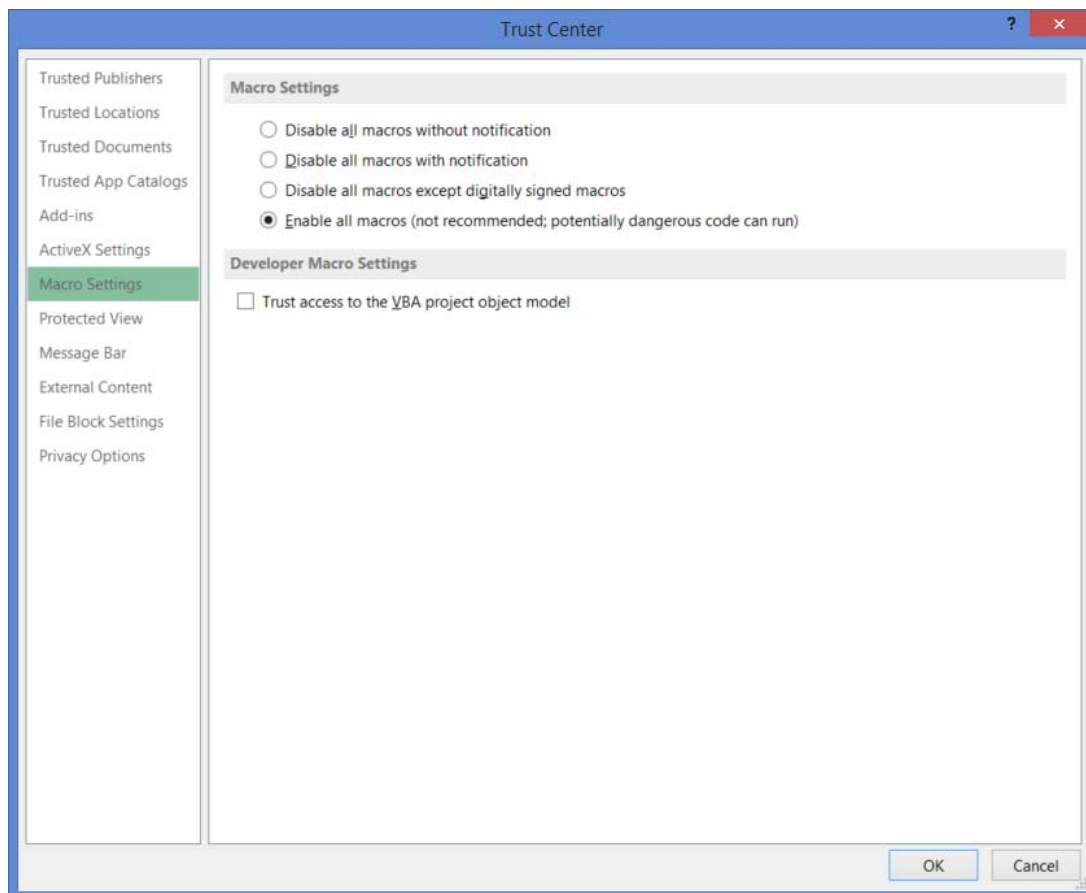 Trust Center
?
Trusted Publishers
Trusted Locations
Trusted Documents
Trusted App Catalogs
Add-ins
ActiveX Settings
Macro Settings
Protected View
Message Bar
External Content
File Block Settings
Privacy Options
Macro Settings
Disable all macros without notification
Disable all macros with notification
Disable all macros except digitally signed macros
Enable all macros (not recommended; potentially dangerous code can run)
Developer Macro Settings
Trust access to the VBA project object model
OK
Cancel